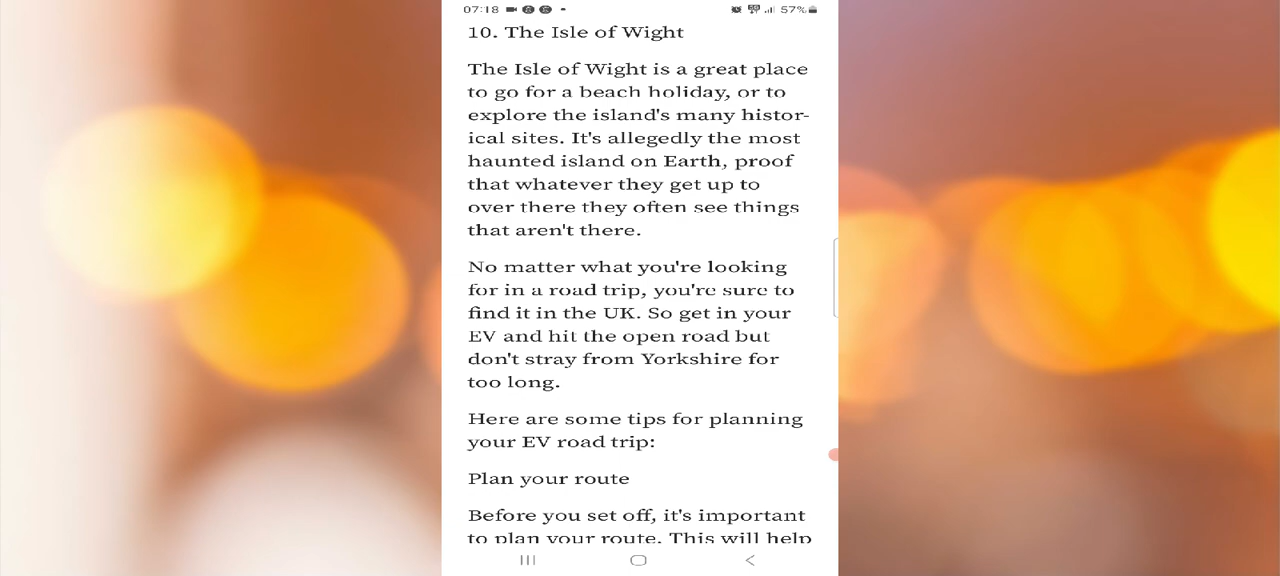 07:18 57%
10. The Isle of Wight
The Isle of Wight is a great place
to go for a beach holiday, or to
explore the island's many histor-
ical sites. It's allegedly the most
haunted island on Earth, proof
that whatever they get up to
over there they often see things
that aren't there.
No matter what you're looking
for in a road trip, you're sure to
find it in the UK. So get in your
EV and hit the open road but
don't stray from Yorkshire for
too long.
Here are some tips for planning
your EV road trip:
Plan your route
Before you set off, it's important
to plan your route. This will help